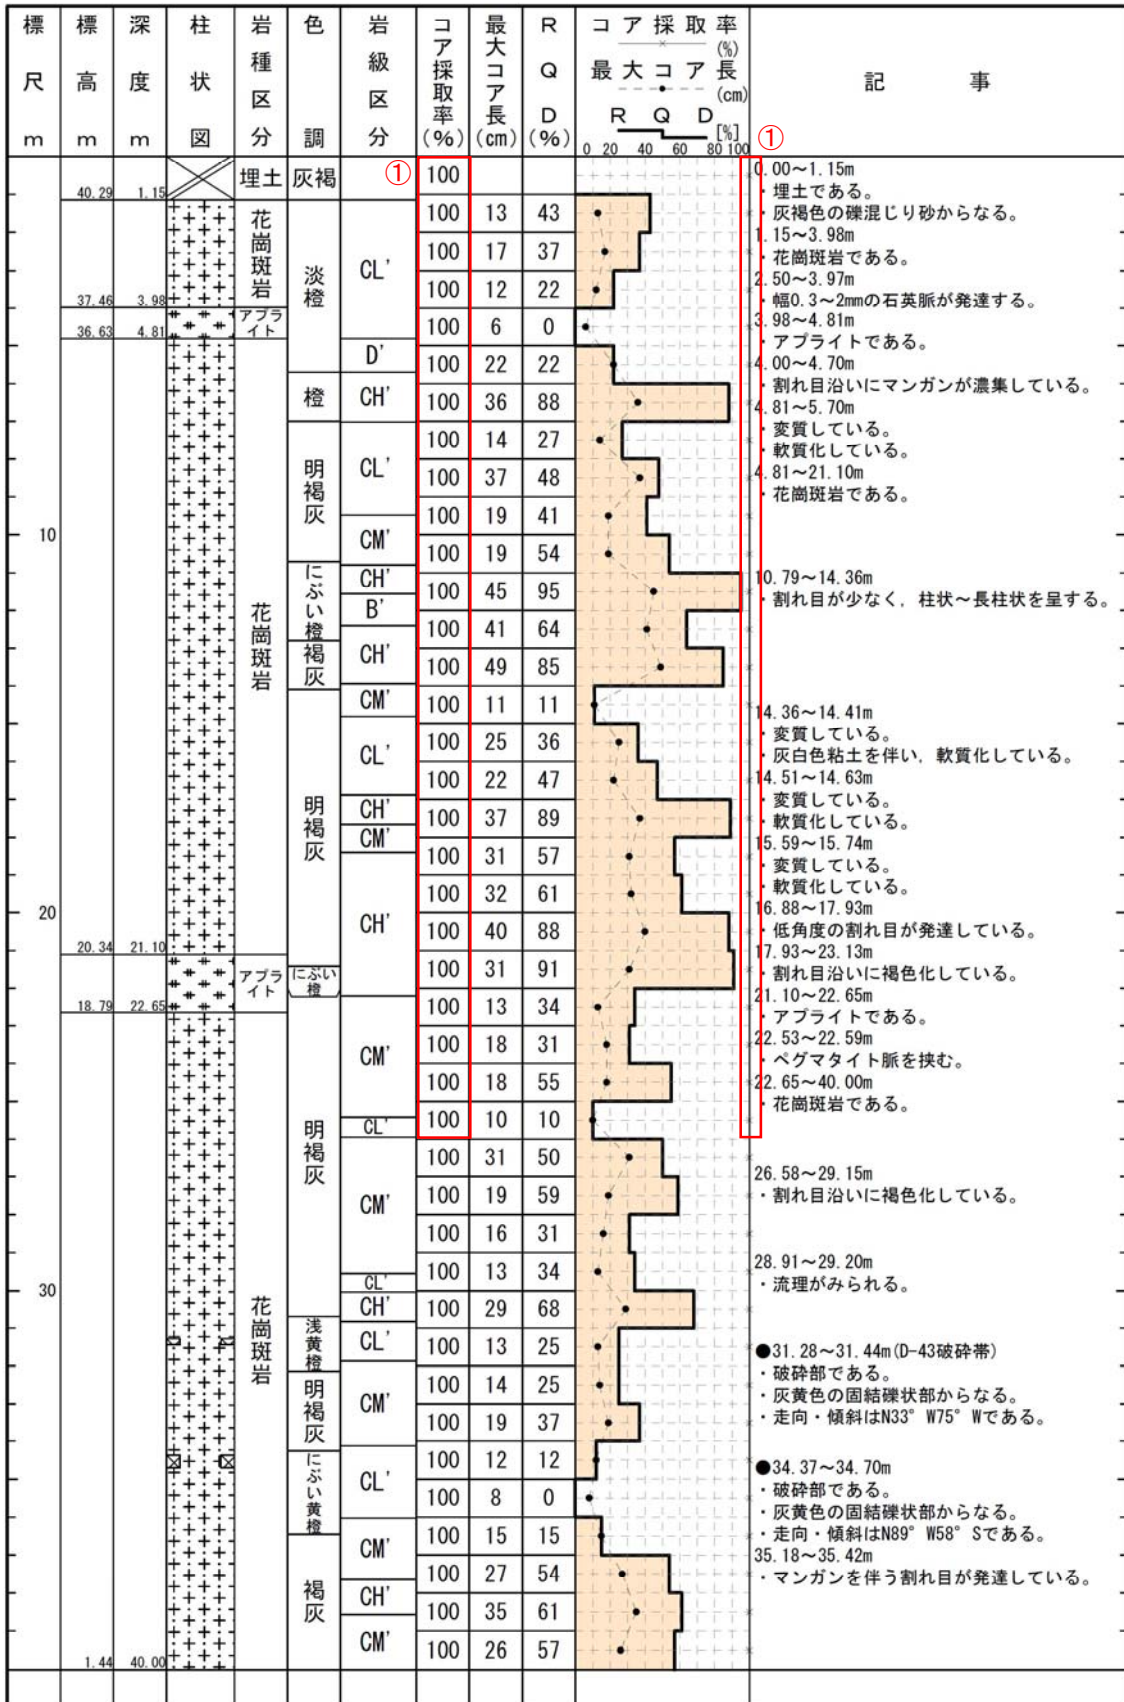 標尺m
標高m
深度m
柱状図
岩種区分
色調
岩級区分
コア採取率(%)
最大コア長(cm)
RQD(%)
コア採取率(%)
最大コア長(cm)
RQD[%]
0 20 40 60 80 100
記事
①
①
10
20
30
40.29 1.15
37.46 3.98
36.63 4.81
20.34 21.10
18.79 22.65
1.44 40.00
埋土
花崗斑岩
アプライト
花崗斑岩
アプライト
花崗斑岩
灰褐
淡橙
橙
明褐灰
にぶい橙
褐灰
明褐灰
にぶい橙
明褐灰
浅黄橙
明褐灰
にぶい黄橙
褐灰
CL'
D'
CH'
CL'
CM'
CH'
B'
CH'
CM'
CL'
CH'
CM'
CH'
CM'
CL'
CM'
CL'
CH'
CL'
CM'
CL'
CM'
CH'
CM'
100
100 13 43
100 17 37
100 12 22
100 6 0
100 22 22
100 36 88
100 14 27
100 37 48
100 19 41
100 19 54
100 45 95
100 41 64
100 49 85
100 11 11
100 25 36
100 22 47
100 37 89
100 31 57
100 32 61
100 40 88
100 31 91
100 13 34
100 18 31
100 18 55
100 10 10
100 31 50
100 19 59
100 16 31
100 13 34
100 29 68
100 13 25
100 14 25
100 19 37
100 12 12
100 8 0
100 15 15
100 27 54
100 35 61
100 26 57
0.00～1.15m
・埋土である。
・灰褐色の礫混じり砂からなる。
1.15～3.98m
・花崗斑岩である。
2.50～3.97m
・幅0.3～2mmの石英脈が発達する。
3.98～4.81m
・アプライトである。
4.00～4.70m
・割れ目沿いにマンガンが濃集している。
4.81～5.70m
・変質している。
・軟質化している。
4.81～21.10m
・花崗斑岩である。
10.79～14.36m
・割れ目が少なく，柱状～長柱状を呈する。
14.36～14.41m
・変質している。
・灰白色粘土を伴い，軟質化している。
14.51～14.63m
・変質している。
・軟質化している。
15.59～15.74m
・変質している。
・軟質化している。
16.88～17.93m
・低角度の割れ目が発達している。
17.93～23.13m
・割れ目沿いに褐色化している。
21.10～22.65m
・アプライトである。
22.53～22.59m
・ペグマタイト脈を挟む。
22.65～40.00m
・花崗斑岩である。
26.58～29.15m
・割れ目沿いに褐色化している。
28.91～29.20m
・流理がみられる。
●31.28～31.44m(D-43破砕帯)
・破砕部である。
・灰黄色の固結礫状部からなる。
・走向・傾斜はN33°W75°Wである。
●34.37～34.70m
・破砕部である。
・灰黄色の固結礫状部からなる。
・走向・傾斜はN89°W58°Sである。
35.18～35.42m
・マンガンを伴う割れ目が発達している。